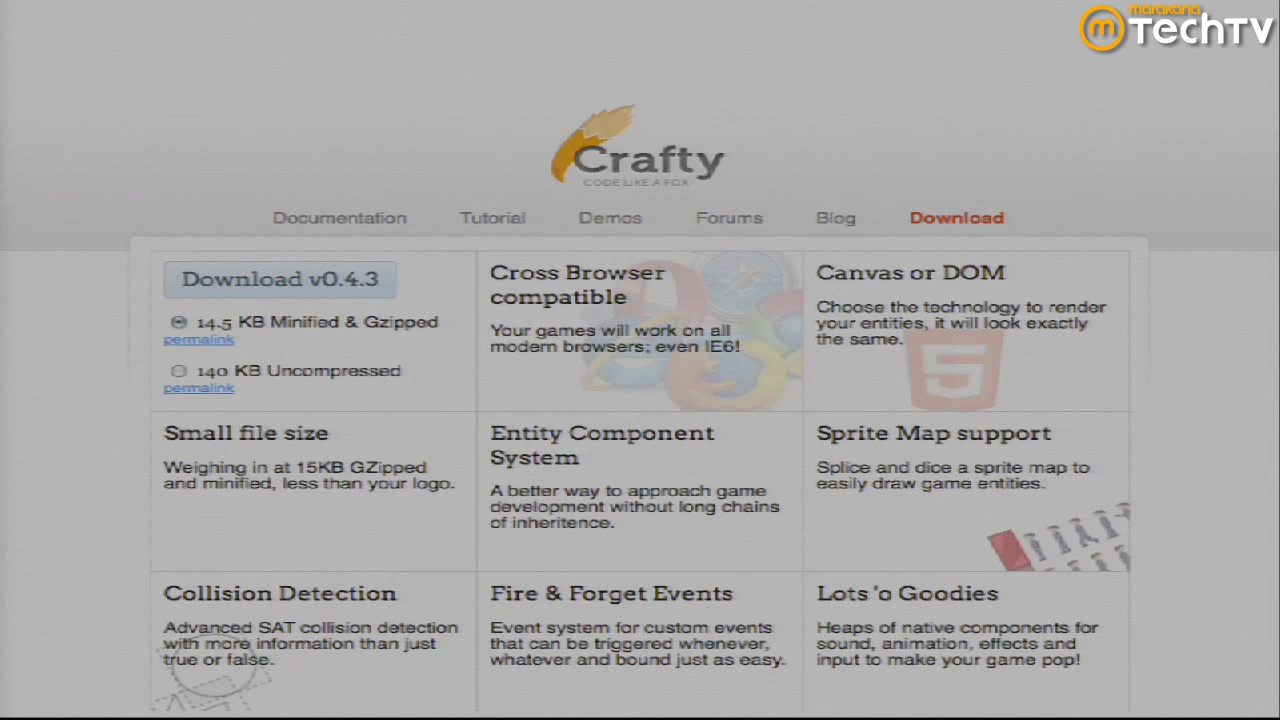 marakana
TechTV
Crafty
CODE LIKE A FOX
Documentation Tutorial Demos Forums Blog Download
Download v0.4.3
14.5 KB Minified & Gzipped
permalink
140 KB Uncompressed
permalink
Cross Browser
compatible
Your games will work on all
modern browsers; even IE6!
Canvas or DOM
Choose the technology to render
your entities, it will look exactly
the same.
5
Small file size
Weighing in at 15KB GZipped
and minified, less than your logo.
Entity Component
System
A better way to approach game
development without long chains
of inheritence.
Sprite Map support
Splice and dice a sprite map to
easily draw game entities.
Collision Detection
Advanced SAT collision detection
with more information than just
true or false.
Fire & Forget Events
Event system for custom events
that can be triggered whenever,
whatever and bound just as easy.
Lots 'o Goodies
Heaps of native components for
sound, animation, effects and
input to make your game pop!